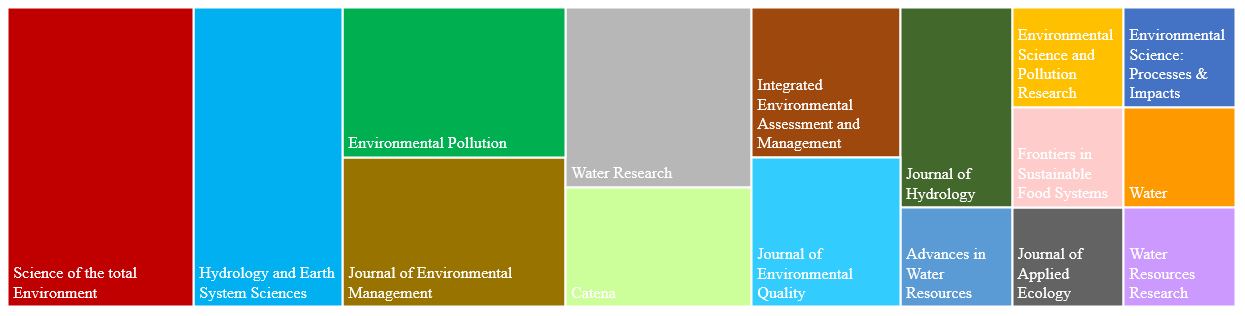 Science of the total
Environment
Hydrology and Earth
System Sciences
Environmental Pollution
Journal of Environmental
Management
Water Research
Catena
Integrated
Environmental
Assessment and
Management
Journal of
Environmental
Quality
Journal of
Hydrology
Advances in
Water
Resources
Environmental
Science and
Pollution
Research
Frontiers in
Sustainable
Food Systems
Journal of
Applied
Ecology
Environmental
Science:
Processes &
Impacts
Water
Water
Resources
Research